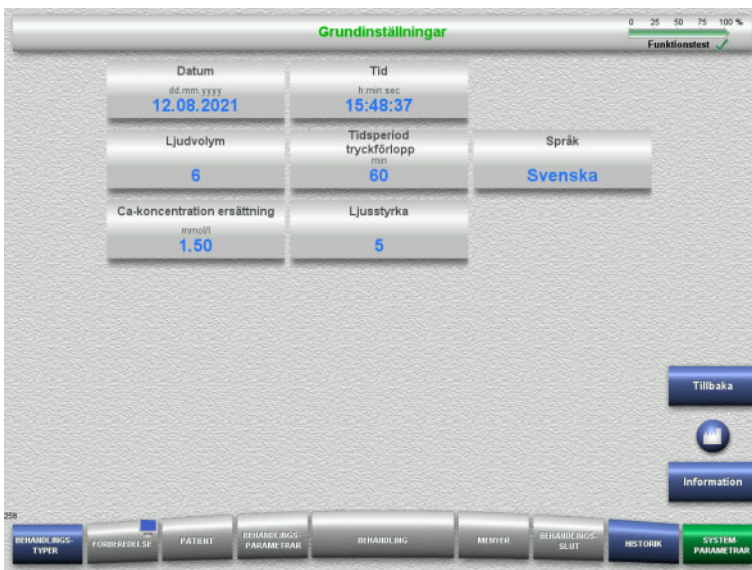 Grundinställningar
0 25 50 75 100 %
Funktionstest
Datum
dd.mm.yyyy
12.08.2021
Tid
h:min:sec
15:48:37
Ljudvolym
6
Tidsperiod
tryckförlopp
min
60
Språk
Svenska
Ca-koncentration ersättning
mmol/l
1.50
Ljusstyrka
5
Tillbaka
Information
256
BEHANDLINGS-
TYPER
FÖRBEREDELSE
PATIENT
BEHANDLINGS-
PARAMETRAR
BEHANDLING
MENYER
BEHANDLINGS-
SLUT
HISTORIK
SYSTEM-
PARAMETRAR